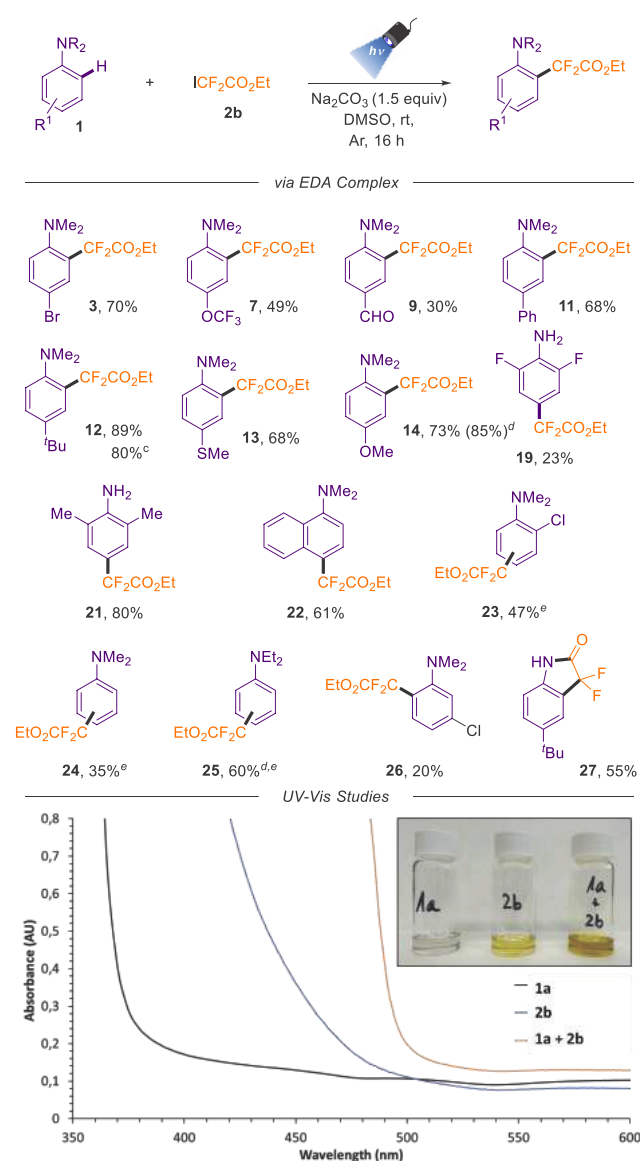 NR2
H
R1
1
+
ICF2CO2Et
2b
hν
Na2CO3 (1.5 equiv)
DMSO, rt,
Ar, 16 h
NR2
CF2CO2Et
R1
via EDA Complex
NMe2
CF2CO2Et
Br
3, 70%
NMe2
CF2CO2Et
OCF3
7, 49%
NMe2
CF2CO2Et
CHO
9, 30%
NMe2
CF2CO2Et
Ph
11, 68%
NMe2
CF2CO2Et
tBu
12, 89%
80%c
NMe2
CF2CO2Et
SMe
13, 68%
NMe2
CF2CO2Et
OMe
14, 73% (85%)d
NH2
F
F
CF2CO2Et
19, 23%
NH2
Me
Me
CF2CO2Et
21, 80%
NMe2
CF2CO2Et
22, 61%
NMe2
Cl
EtO2CF2C
23, 47%e
NMe2
EtO2CF2C
24, 35%e
NEt2
EtO2CF2C
25, 60%d,e
NMe2
EtO2CF2C
Cl
26, 20%
HN
O
F
F
tBu
27, 55%
UV-Vis Studies
Absorbance (AU)
0,8
0,7
0,6
0,5
0,4
0,3
0,2
0,1
0
350
400
450
500
550
600
Wavelength (nm)
1a
2b
1a
+
2b
1a
2b
1a + 2b